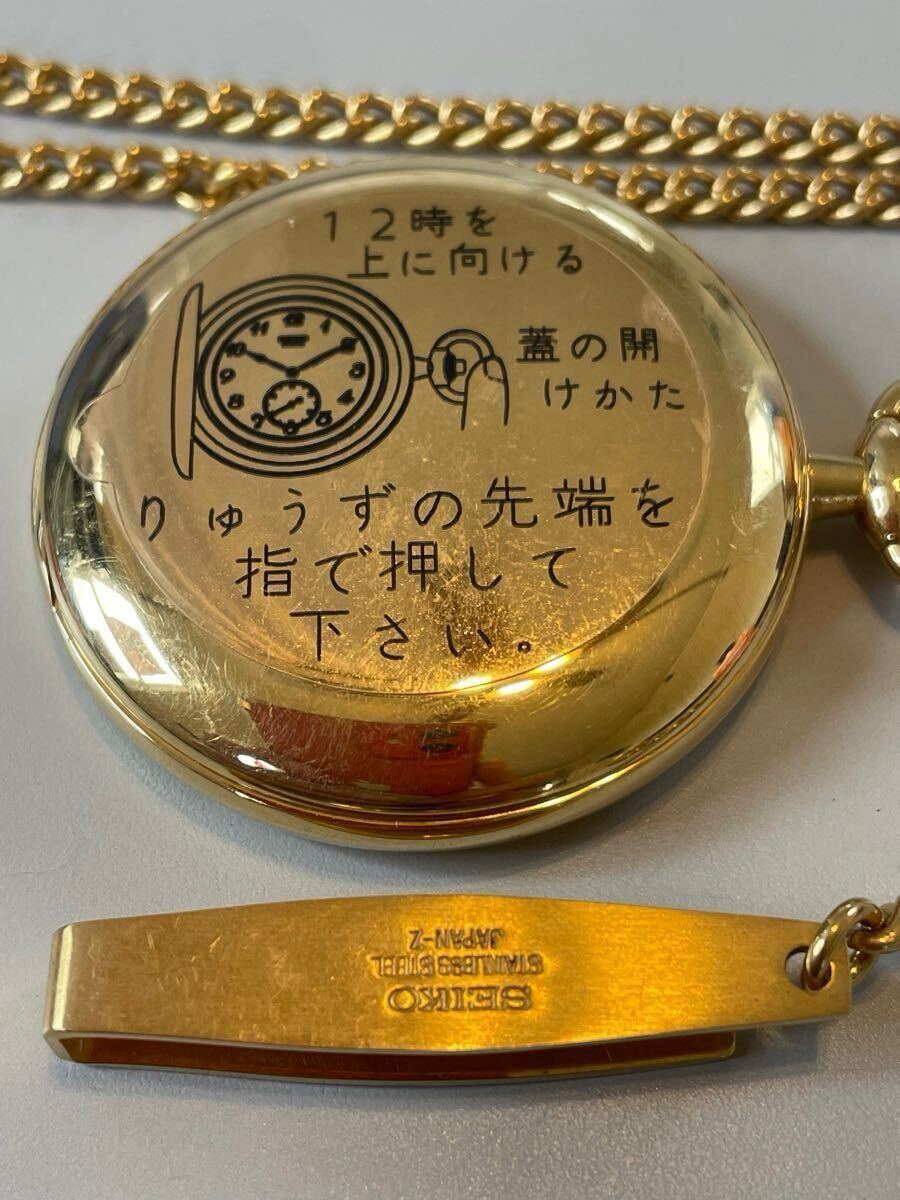 12時を
上に向ける
蓋の開
けかた
りゅうずの先端を
指で押して
下さい。
SEIKO
STAINLESS STEEL
JAPAN-Z